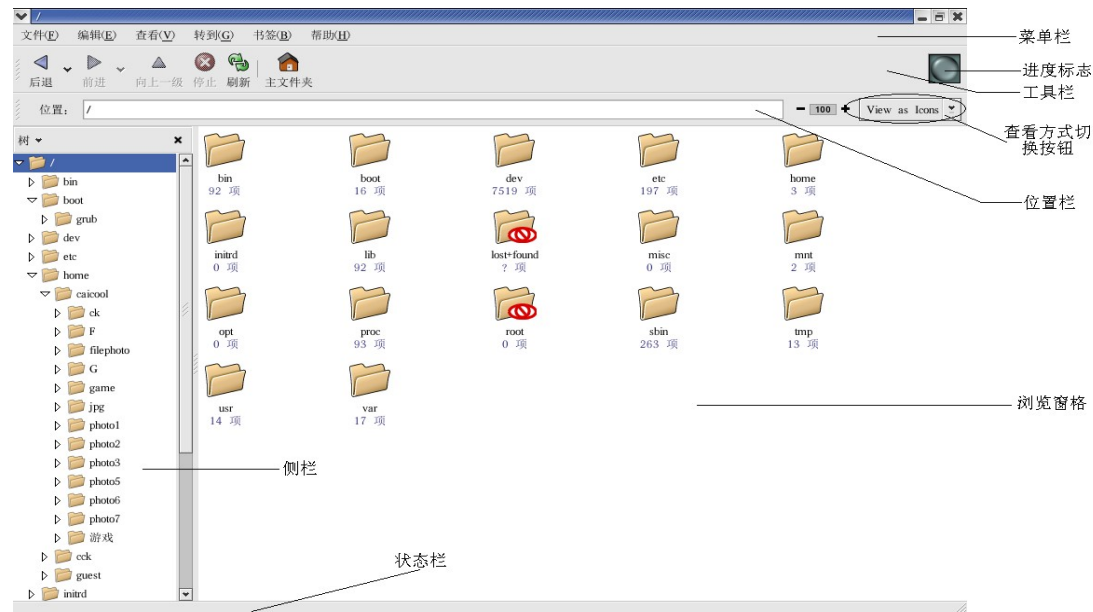 /
文件(F) 编辑(E) 查看(V) 转到(G) 书签(B) 帮助(H)
菜单栏
后退 前进 向上一级 停止 刷新 主文件夹
进度标志
工具栏
位置: /
100
View as Icons
查看方式切
换按钮
位置栏
树
/
bin
boot
grub
dev
etc
home
caicool
ck
F
filephoto
G
game
jpg
photo1
photo2
photo3
photo5
photo6
photo7
游戏
cck
guest
initrd
bin boot dev etc home
92 项 16 项 7519 项 197 项 3 项
initrd lib lost+found misc mnt
0 项 92 项 ? 项 0 项 2 项
opt proc root sbin tmp
0 项 93 项 0 项 263 项 13 项
usr var
14 项 17 项
浏览窗格
侧栏
状态栏